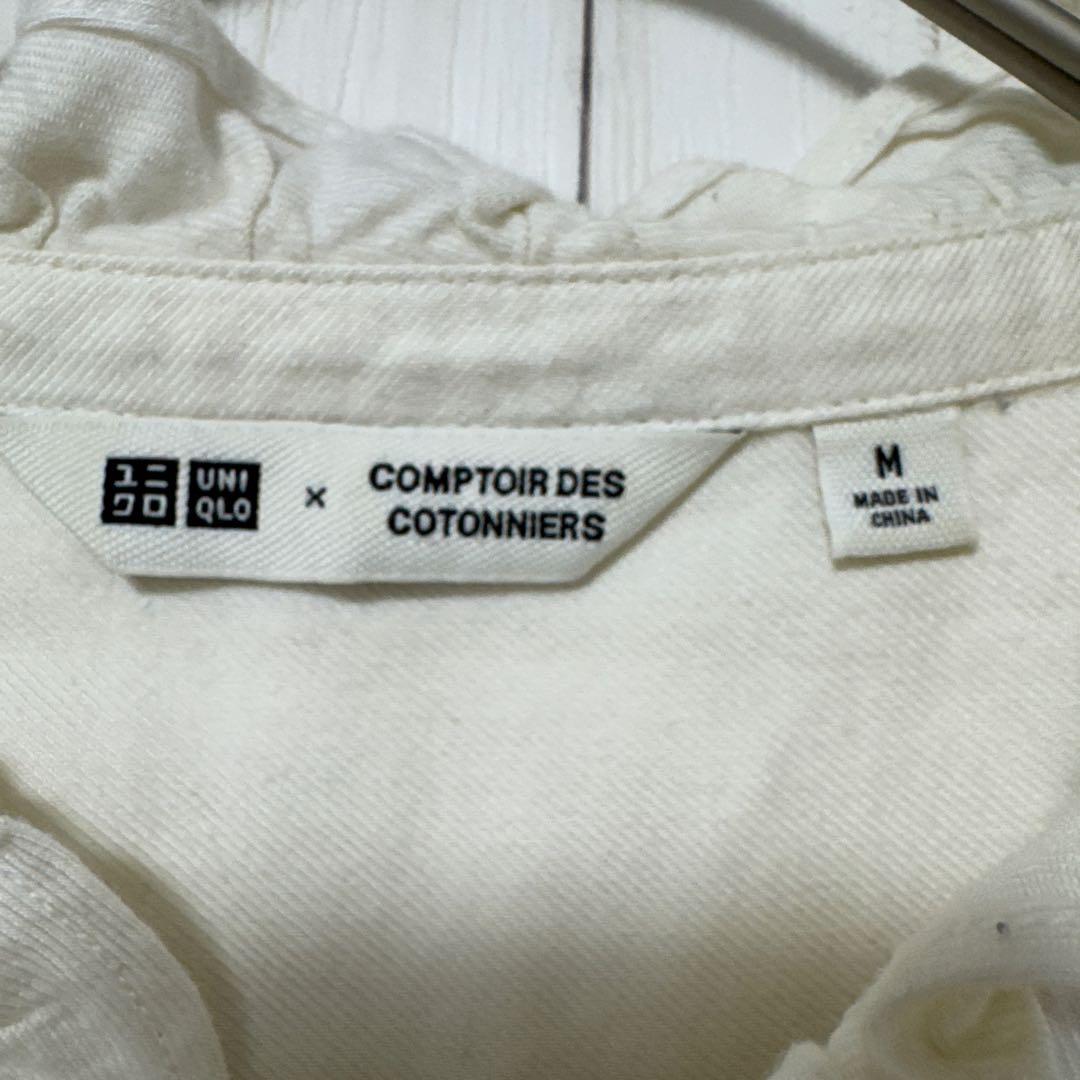 ユニ UNI × COMPTOIR DES
クロ QLO COTONNIERS
M
MADE IN
CHINA